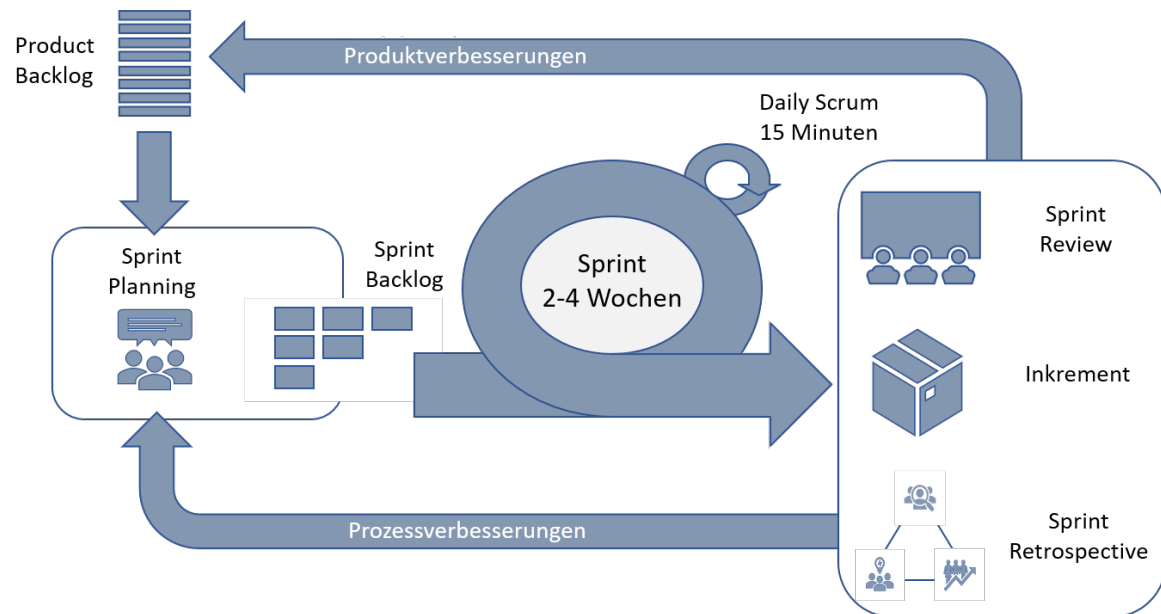 Product
Backlog
Produktverbesserungen
Daily Scrum
15 Minuten
Sprint
Planning
Sprint
Backlog
Sprint
2-4 Wochen
Sprint
Review
Inkrement
Prozessverbesserungen
Sprint
Retrospective